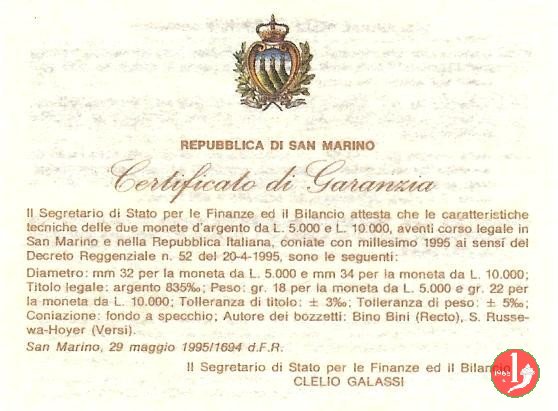 REPUBBLICA DI SAN MARINO
Certificato di Garanzia
Il Segretario di Stato per le Finanze ed il Bilancio attesta che le caratteristiche
tecniche delle due monete d'argento da L. 5.000 e L. 10.000, aventi corso legale in
San Marino e nella Repubblica Italiana, coniate con millesimo 1995 ai sensi del
Decreto Reggenziale n. 52 del 20-4-1995, sono le seguenti:
Diametro: mm 32 per la moneta da L. 5.000 e mm 34 per la moneta da L. 10.000;
Titolo legale: argento 835‰; Peso: gr. 18 per la moneta da L. 5.000 e gr. 22 per
la moneta da L. 10.000; Tolleranza di titolo: ± 3‰; Tolleranza di peso: ± 5‰;
Coniazione: fondo a specchio; Autore dei bozzetti: Bino Bini (Recto), S. Russe-
wa-Hoyer (Versi).
San Marino, 29 maggio 1995/1694 d.F.R.
Il Segretario di Stato per le Finanze ed il Bilancio
CLELIO GALASSI